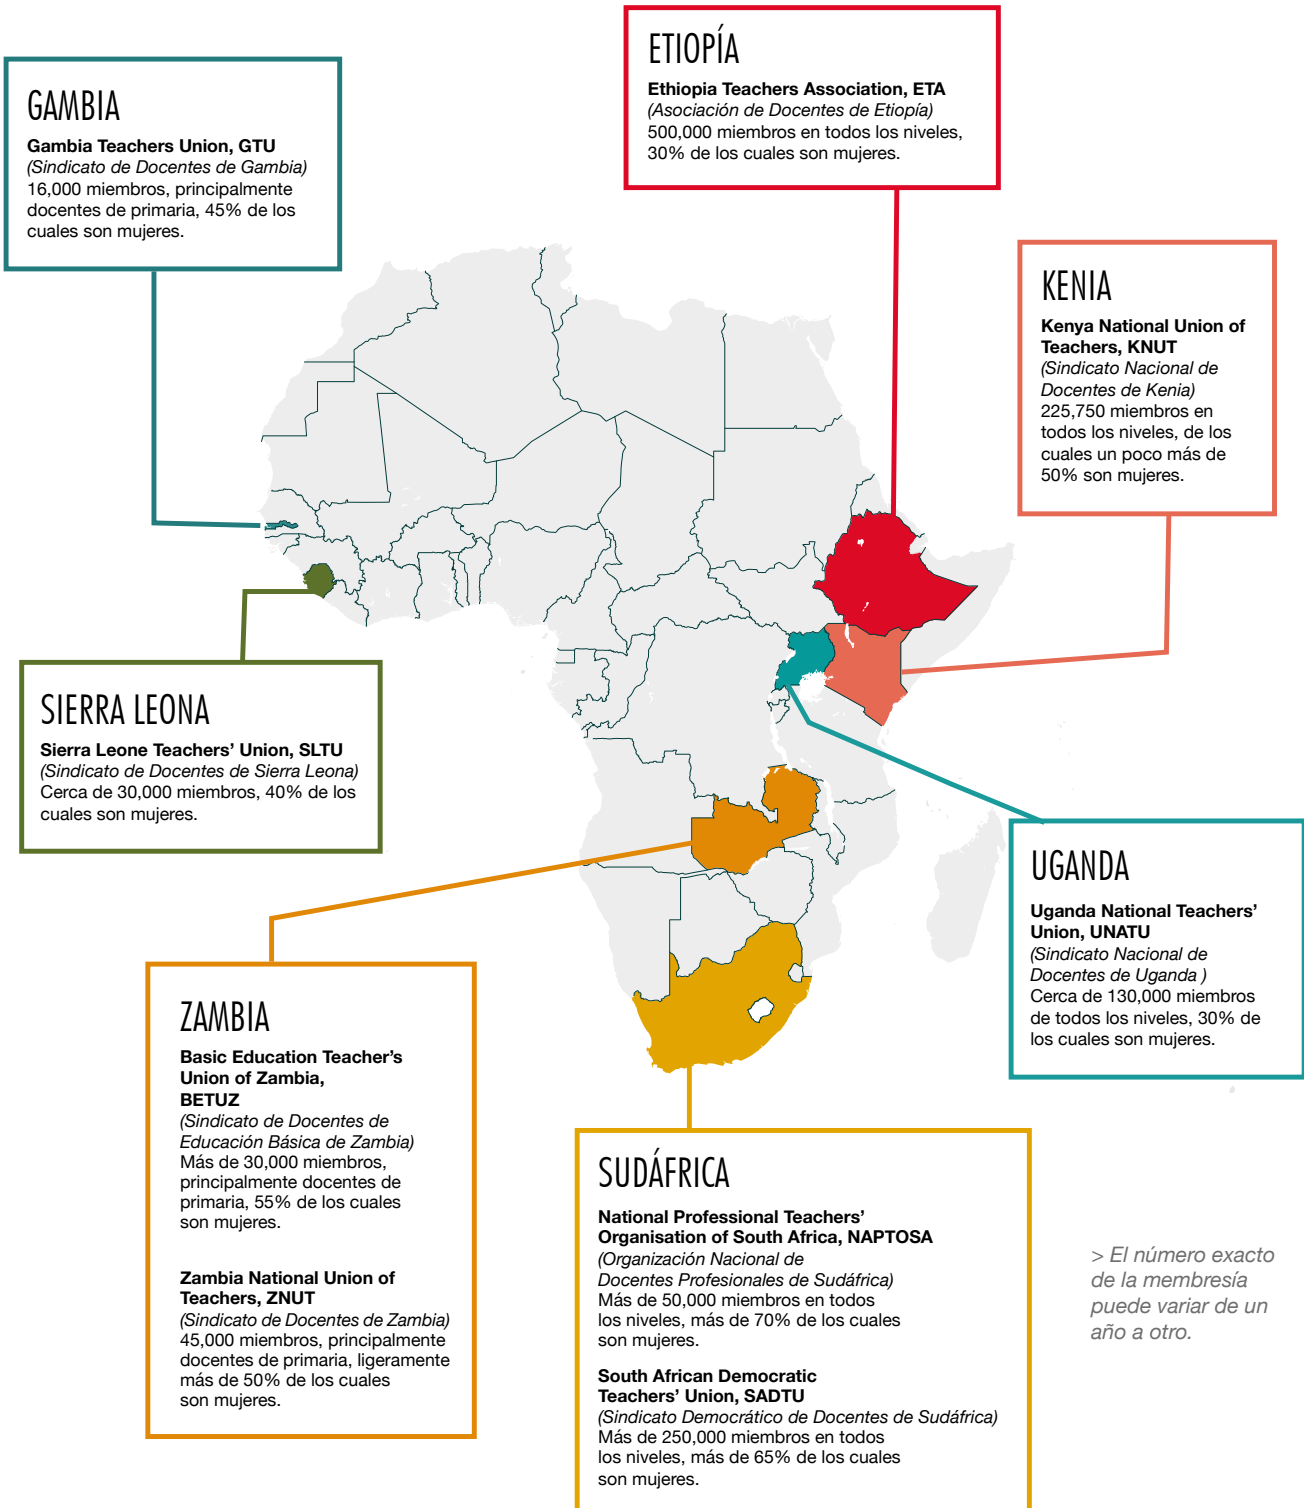 GAMBIA
Gambia Teachers Union, GTU
(Sindicato de Docentes de Gambia)
16,000 miembros, principalmente
docentes de primaria, 45% de los
cuales son mujeres.
ETIOPÍA
Ethiopia Teachers Association, ETA
(Asociación de Docentes de Etiopía)
500,000 miembros en todos los niveles,
30% de los cuales son mujeres.
KENIA
Kenya National Union of
Teachers, KNUT
(Sindicato Nacional de
Docentes de Kenia)
225,750 miembros en
todos los niveles, de los
cuales un poco más de
50% son mujeres.
SIERRA LEONA
Sierra Leone Teachers’ Union, SLTU
(Sindicato de Docentes de Sierra Leona)
Cerca de 30,000 miembros, 40% de los
cuales son mujeres.
UGANDA
Uganda National Teachers’
Union, UNATU
(Sindicato Nacional de
Docentes de Uganda )
Cerca de 130,000 miembros
de todos los niveles, 30% de
los cuales son mujeres.
ZAMBIA
Basic Education Teacher’s
Union of Zambia,
BETUZ
(Sindicato de Docentes de
Educación Básica de Zambia)
Más de 30,000 miembros,
principalmente docentes de
primaria, 55% de los cuales
son mujeres.
Zambia National Union of
Teachers, ZNUT
(Sindicato de Docentes de Zambia)
45,000 miembros, principalmente
docentes de primaria, ligeramente
más de 50% de los cuales
son mujeres.
SUDÁFRICA
National Professional Teachers’
Organisation of South Africa, NAPTOSA
(Organización Nacional de
Docentes Profesionales de Sudáfrica)
Más de 50,000 miembros en todos
los niveles, más de 70% de los cuales
son mujeres.
South African Democratic
Teachers’ Union, SADTU
(Sindicato Democrático de Docentes de Sudáfrica)
Más de 250,000 miembros en todos
los niveles, más de 65% de los cuales
son mujeres.
> El número exacto
de la membresía
puede variar de un
año a otro.